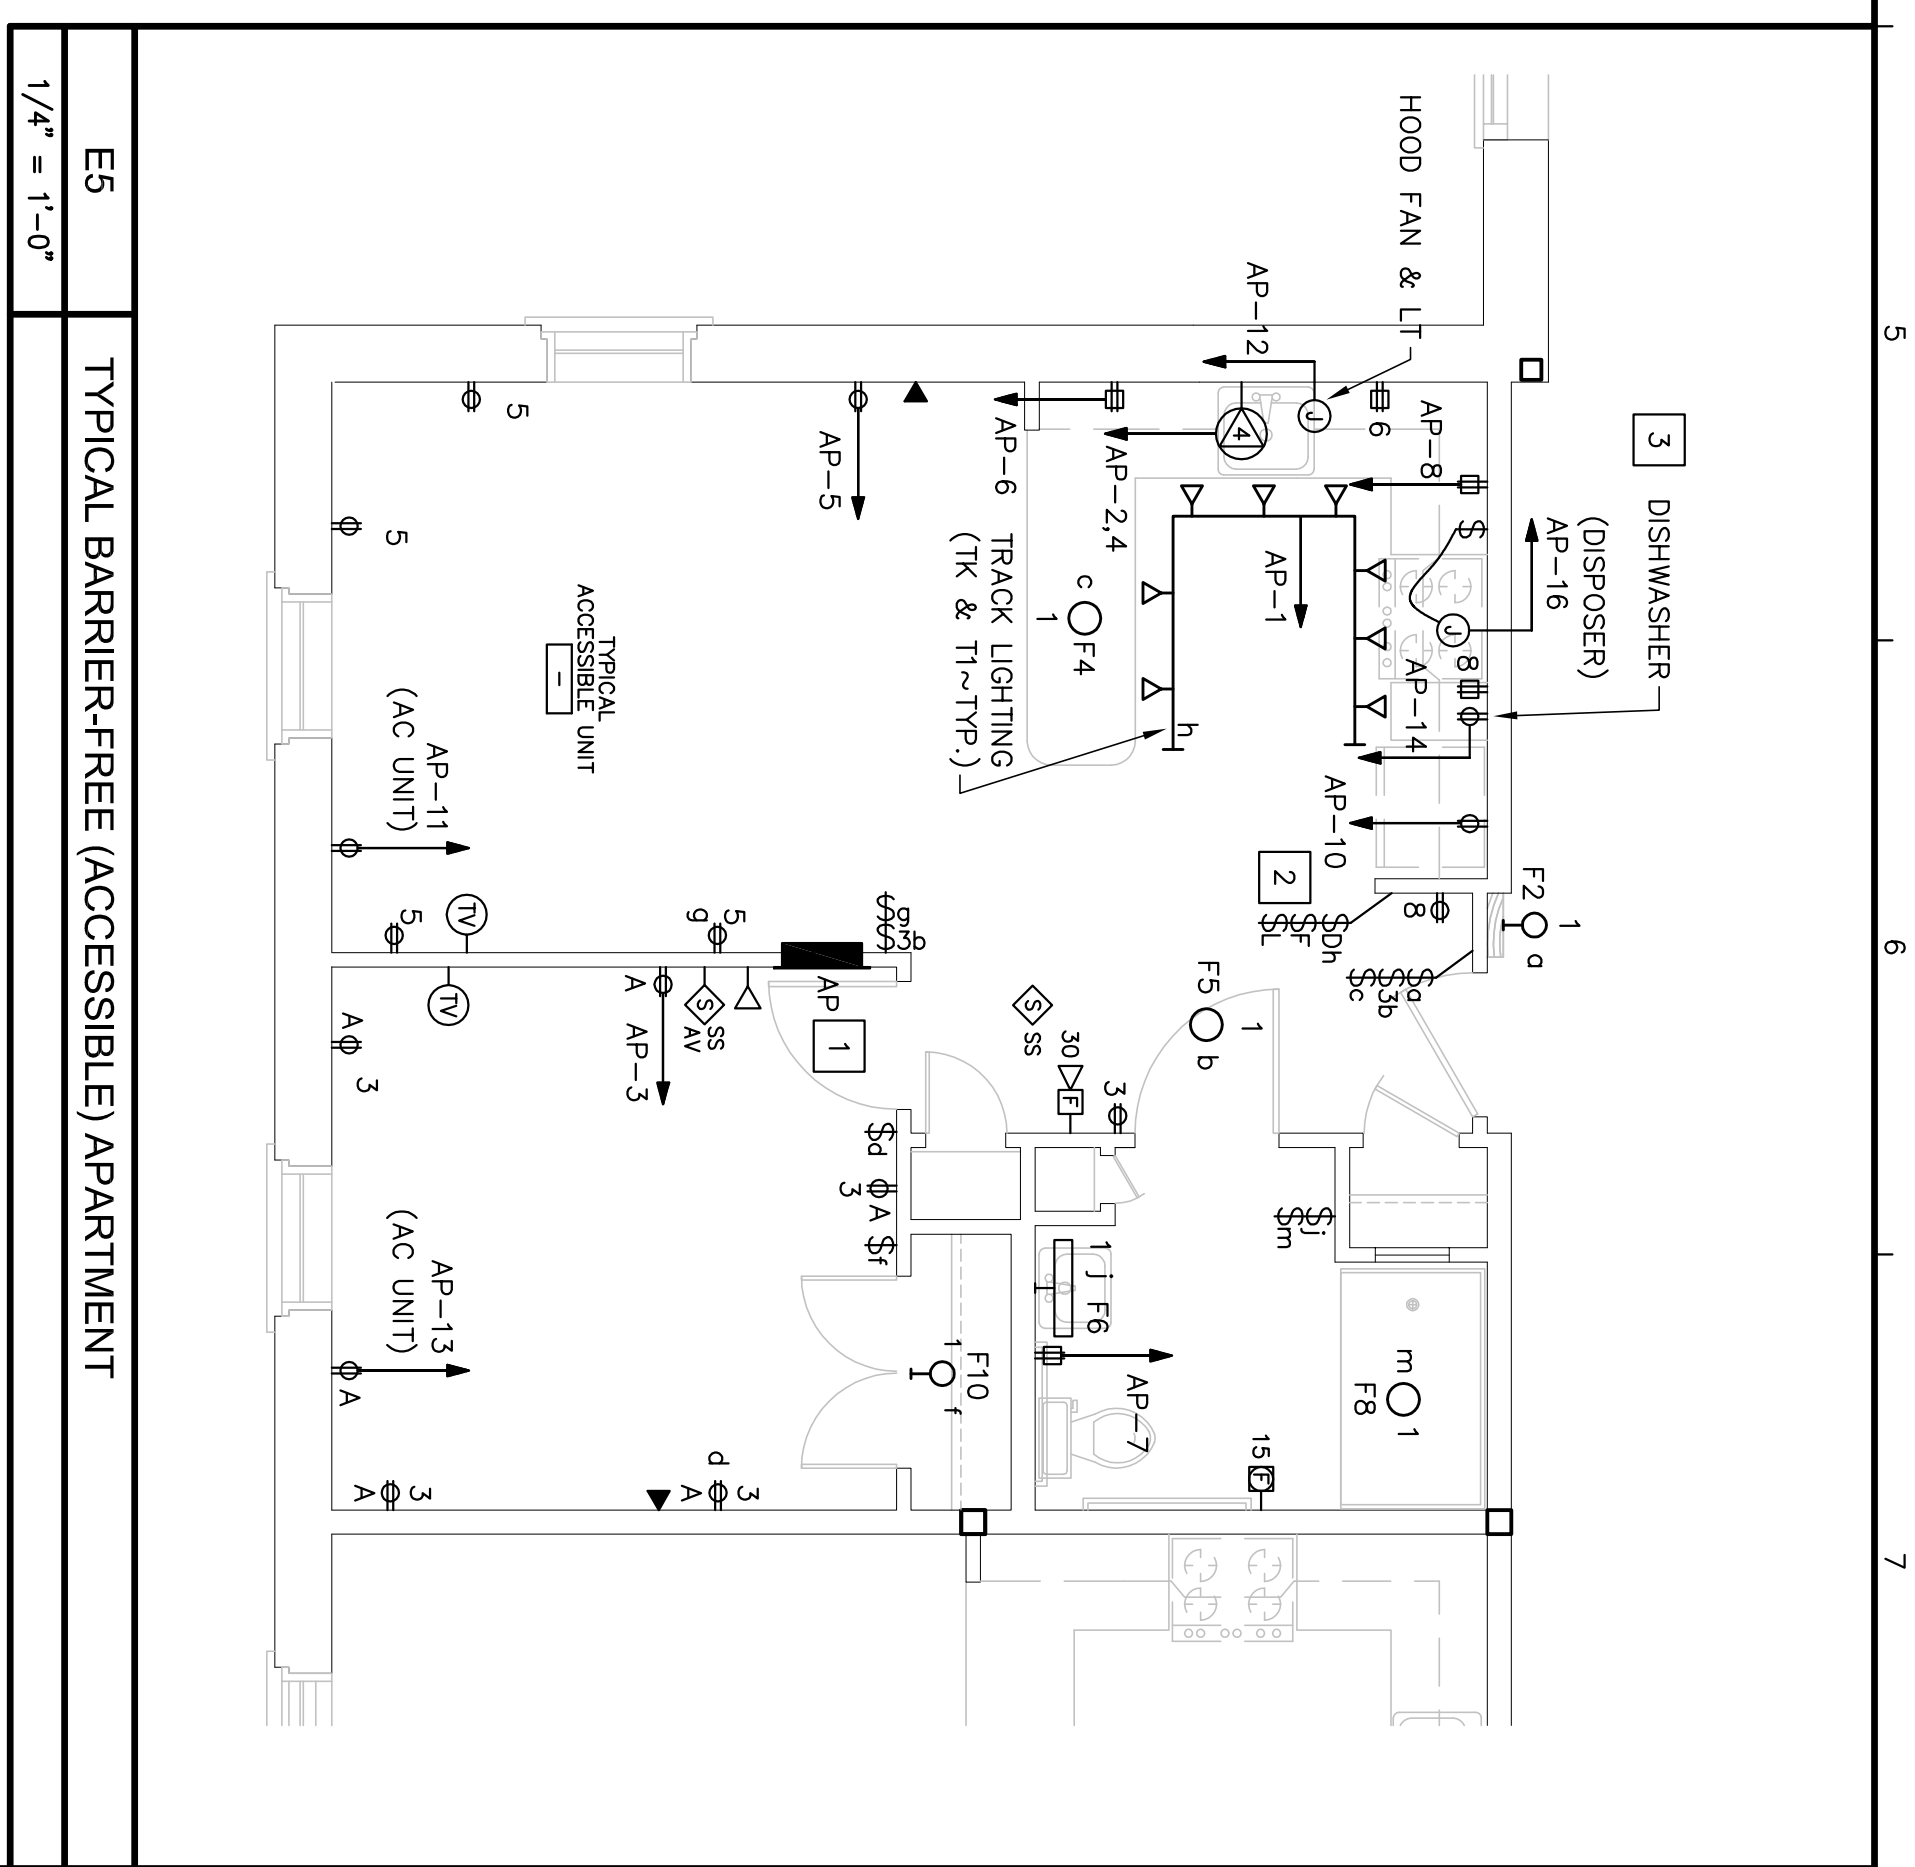 5
6
7
3
DISHWASHER
(DISPOSER)
AP-16
HOOD FAN & LT
AP-12
6
AP-8
$
J
J
8
AP-14
AP-10
4
AP-2,4
AP-6
AP-1
h
TRACK LIGHTING
(TK & T1~TYP.)
c
F4
1
AP-5
5
5
TYPICAL
ACCESSIBLE UNIT
-
AP-11
(AC UNIT)
5
TV
5
g
$g
$3b
2
$Dh
$F
$L
8
F2
1
a
$a
$3b
$c
F5
1
b
S
SS
30
F
3
AP
1
TV
A
AP-3
S
SS
AV
A
3
$d
3
A
$f
$j
$m
1
j
F6
AP-7
m
F8
1
15
F
F10
1
f
AP-13
(AC UNIT)
A
3
A
d
3
A
E5
TYPICAL BARRIER-FREE (ACCESSIBLE) APARTMENT
1/4" = 1'-0"